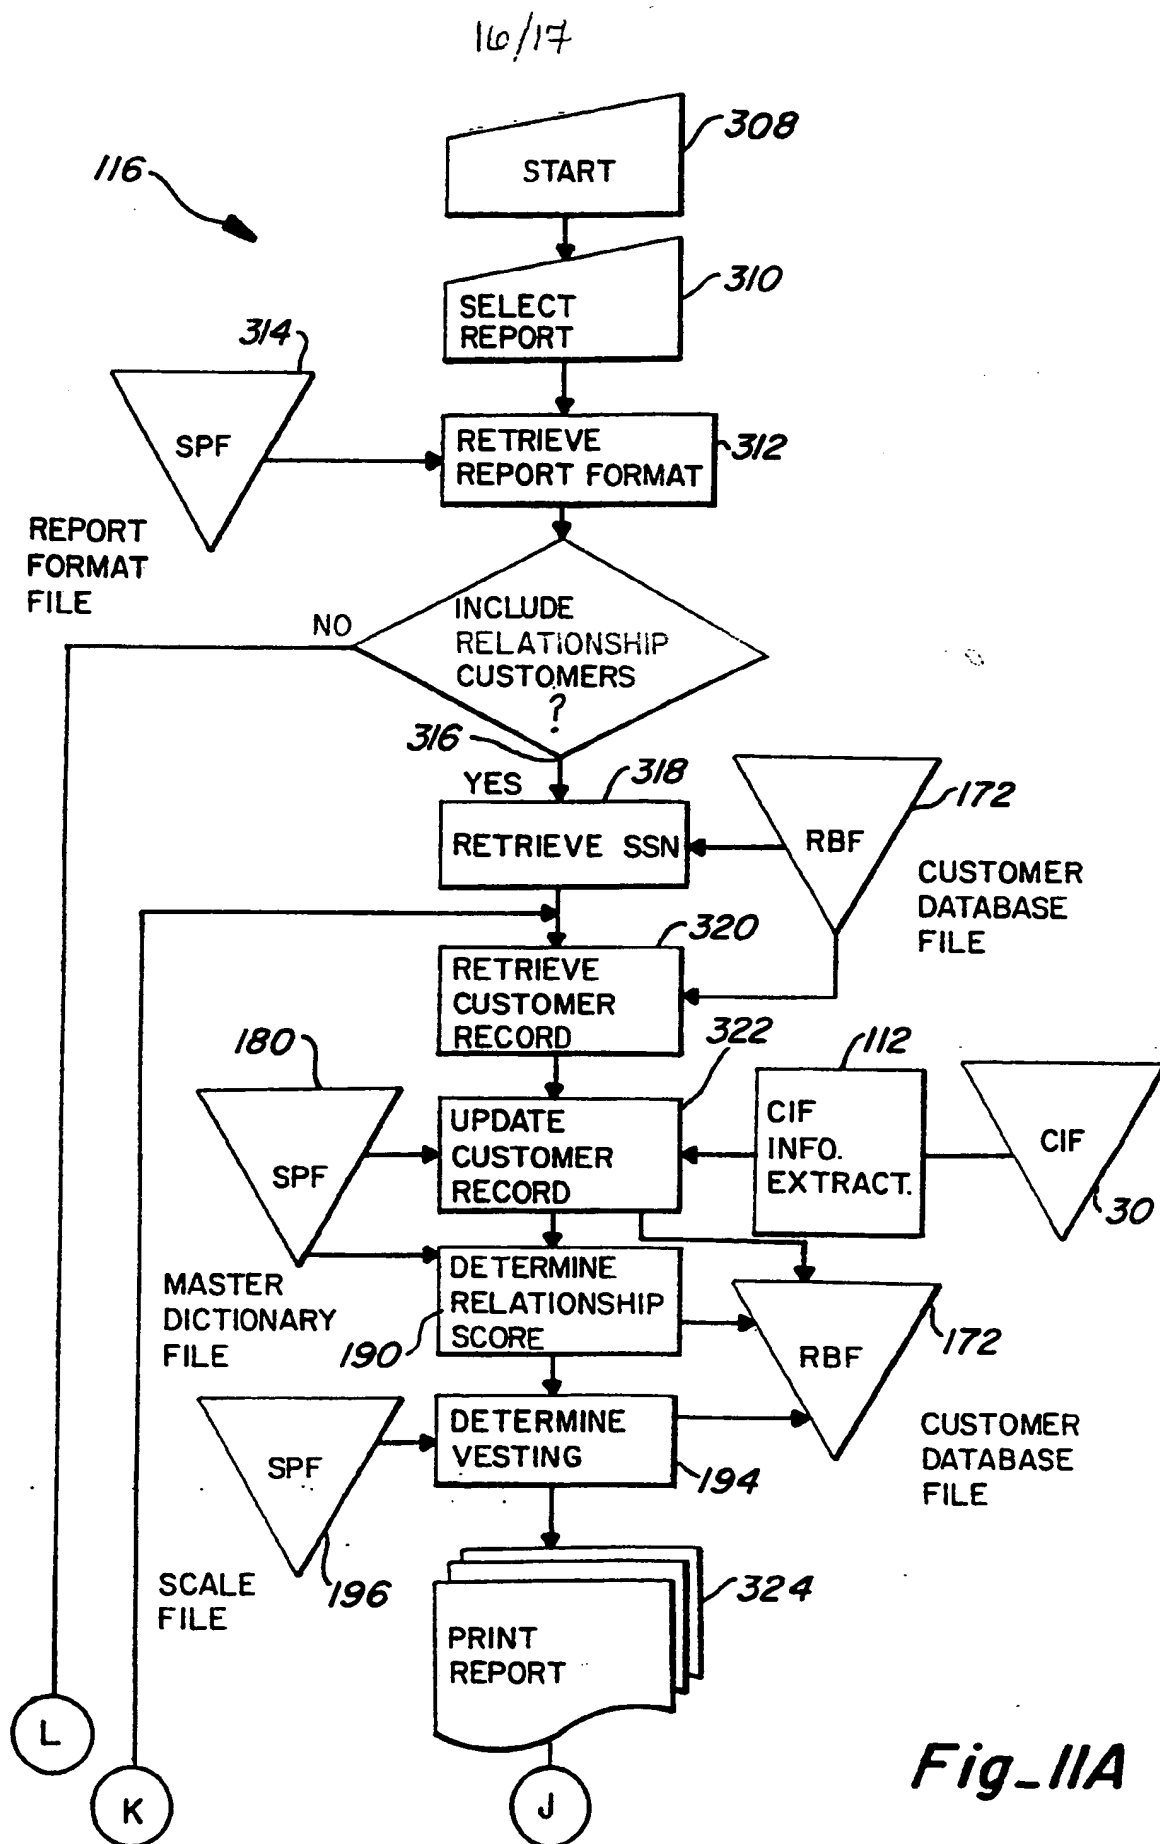 16/17
308
START
116
310
SELECT
REPORT
314
SPF
RETRIEVE
REPORT FORMAT
312
REPORT
FORMAT
FILE
NO
INCLUDE
RELATIONSHIP
CUSTOMERS
?
316
YES
318
172
RETRIEVE SSN
RBF
CUSTOMER
DATABASE
FILE
320
RETRIEVE
CUSTOMER
RECORD
180
322
112
SPF
UPDATE
CUSTOMER
RECORD
CIF
INFO.
EXTRACT.
CIF
30
MASTER
DICTIONARY
FILE
DETERMINE
RELATIONSHIP
SCORE
190
RBF
172
SPF
DETERMINE
VESTING
194
CUSTOMER
DATABASE
FILE
SCALE
FILE
196
324
PRINT
REPORT
L
K
J
Fig_11A